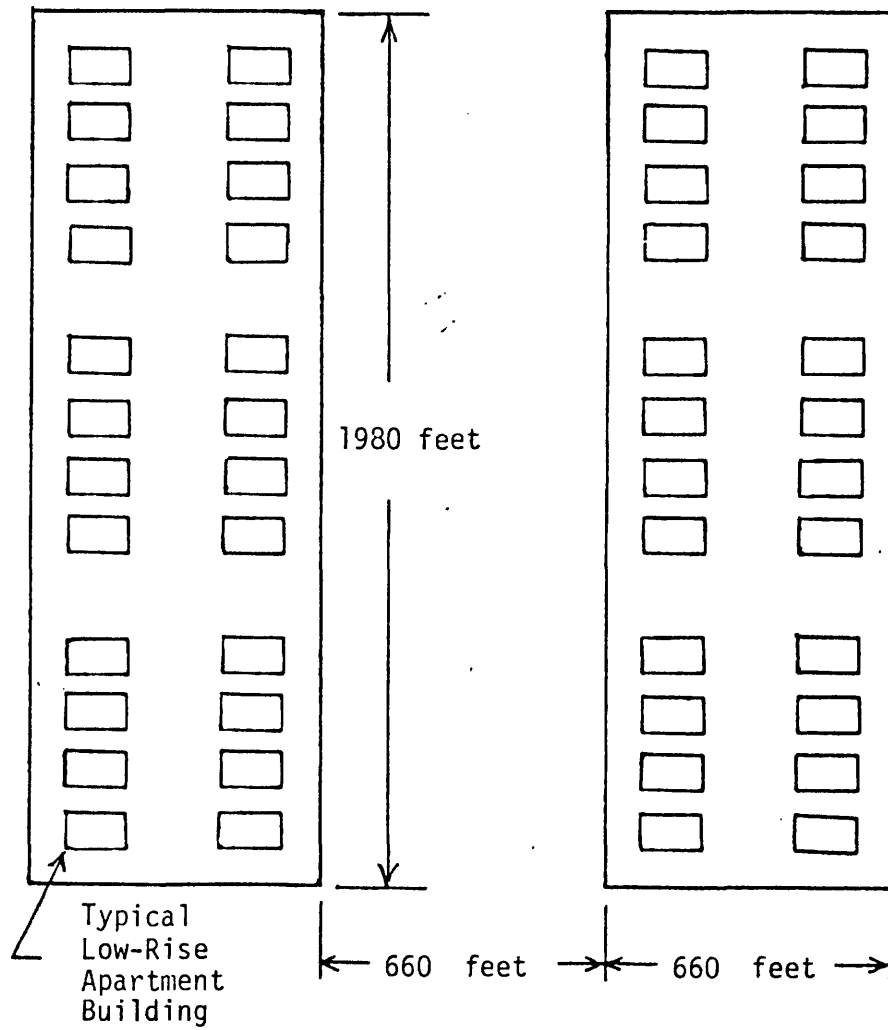 1980 feet
Typical
Low-Rise
Apartment
Building
660 feet
660 feet